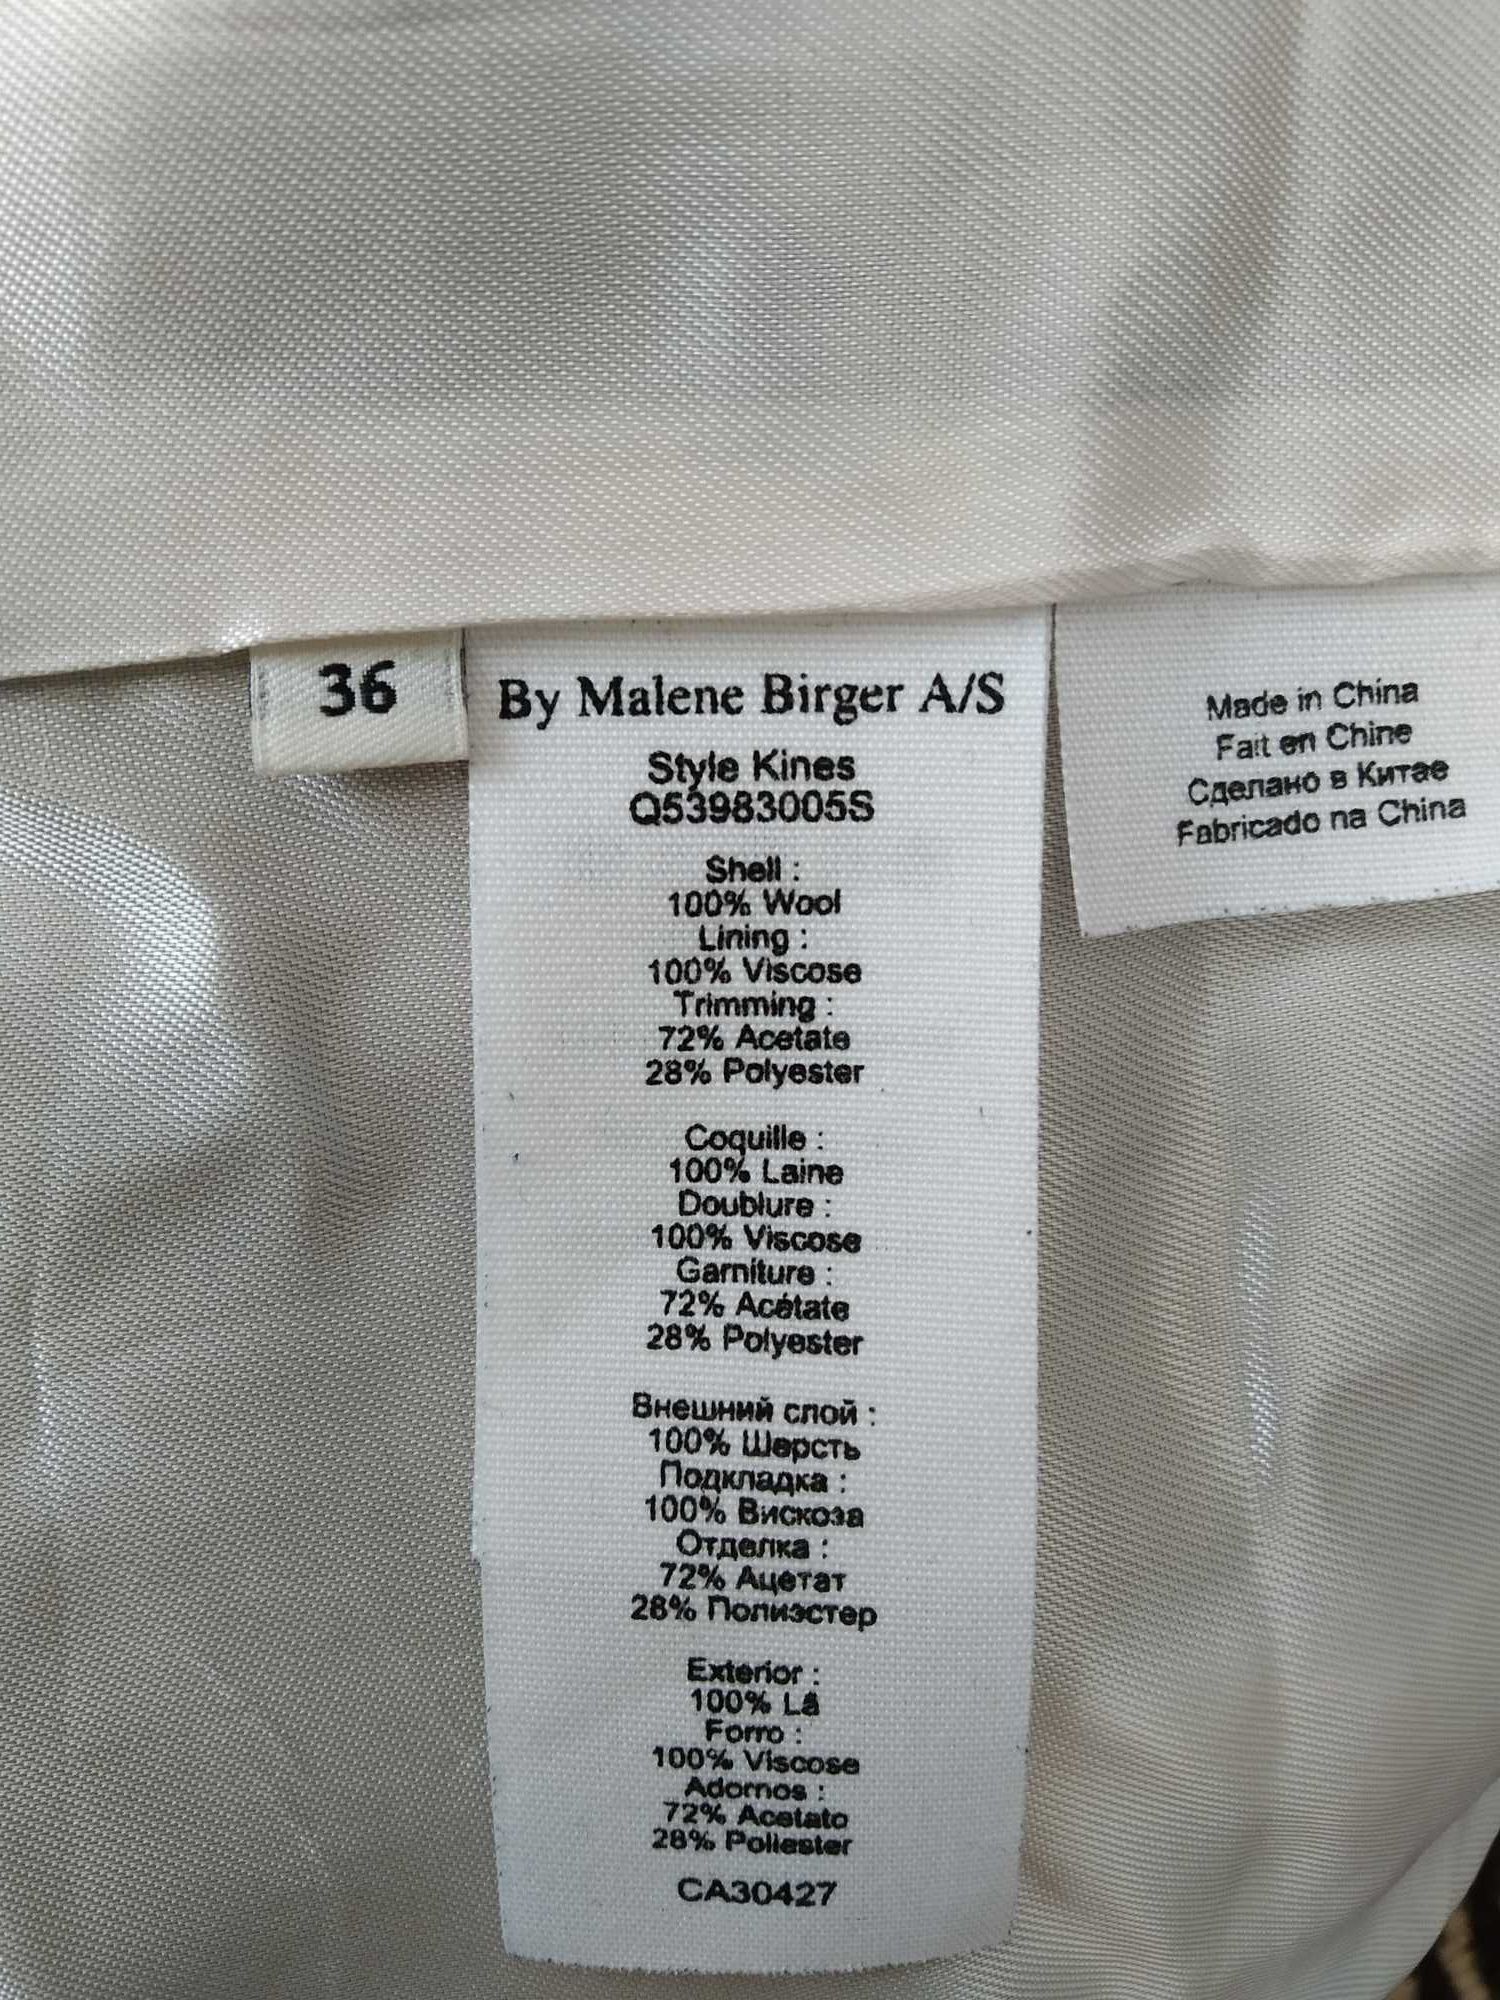 36
By Malene Birger A/S
Style Kines
Q53983005S
Shell :
100% Wool
Lining :
100% Viscose
Trimming :
72% Acetate
28% Polyester
Coquille :
100% Laine
Doublure :
100% Viscose
Garniture :
72% Acétate
28% Polyester
Внешний слой :
100% Шерсть
Подкладка :
100% Вискоза
Отделка :
72% Ацетат
28% Полиэстер
Exterior :
100% Lã
Forro :
100% Viscose
Adornos :
72% Acetato
28% Poliester
CA30427
Made in China
Fait en Chine
Сделано в Китае
Fabricado na China